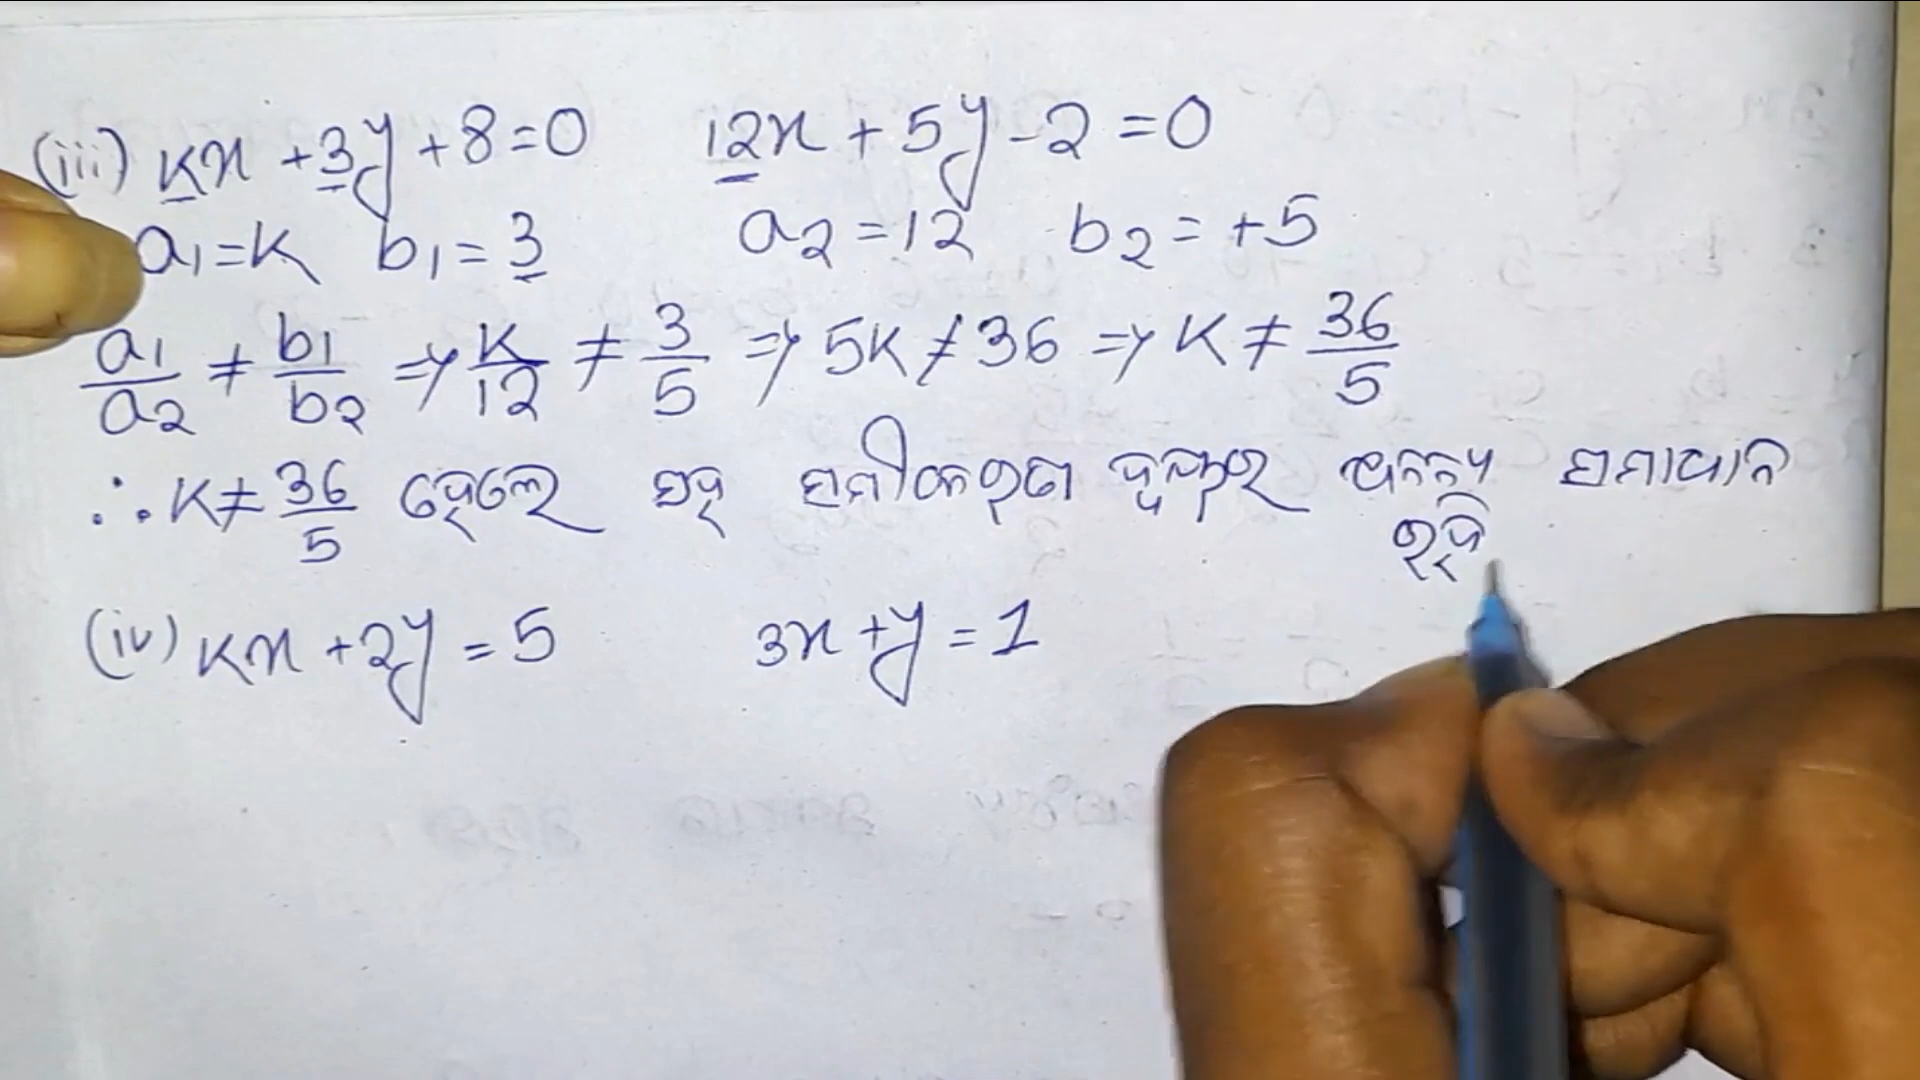 (iii) kx + 3y + 8 = 0 12x + 5y - 2 = 0
a1 = k b1 = 3 a2 = 12 b2 = +5
a1/a2 ≠ b1/b2 => k/12 ≠ 3/5 => 5k ≠ 36 => k ≠ 36/5
∴ k ≠ 36/5 ହେଲେ ସହ ସମୀକରଣ ଦ୍ୱୟର ଅନନ୍ୟ ସମାଧାନ
ରହି
(iv) kx + 2y = 5 3x + y = 1